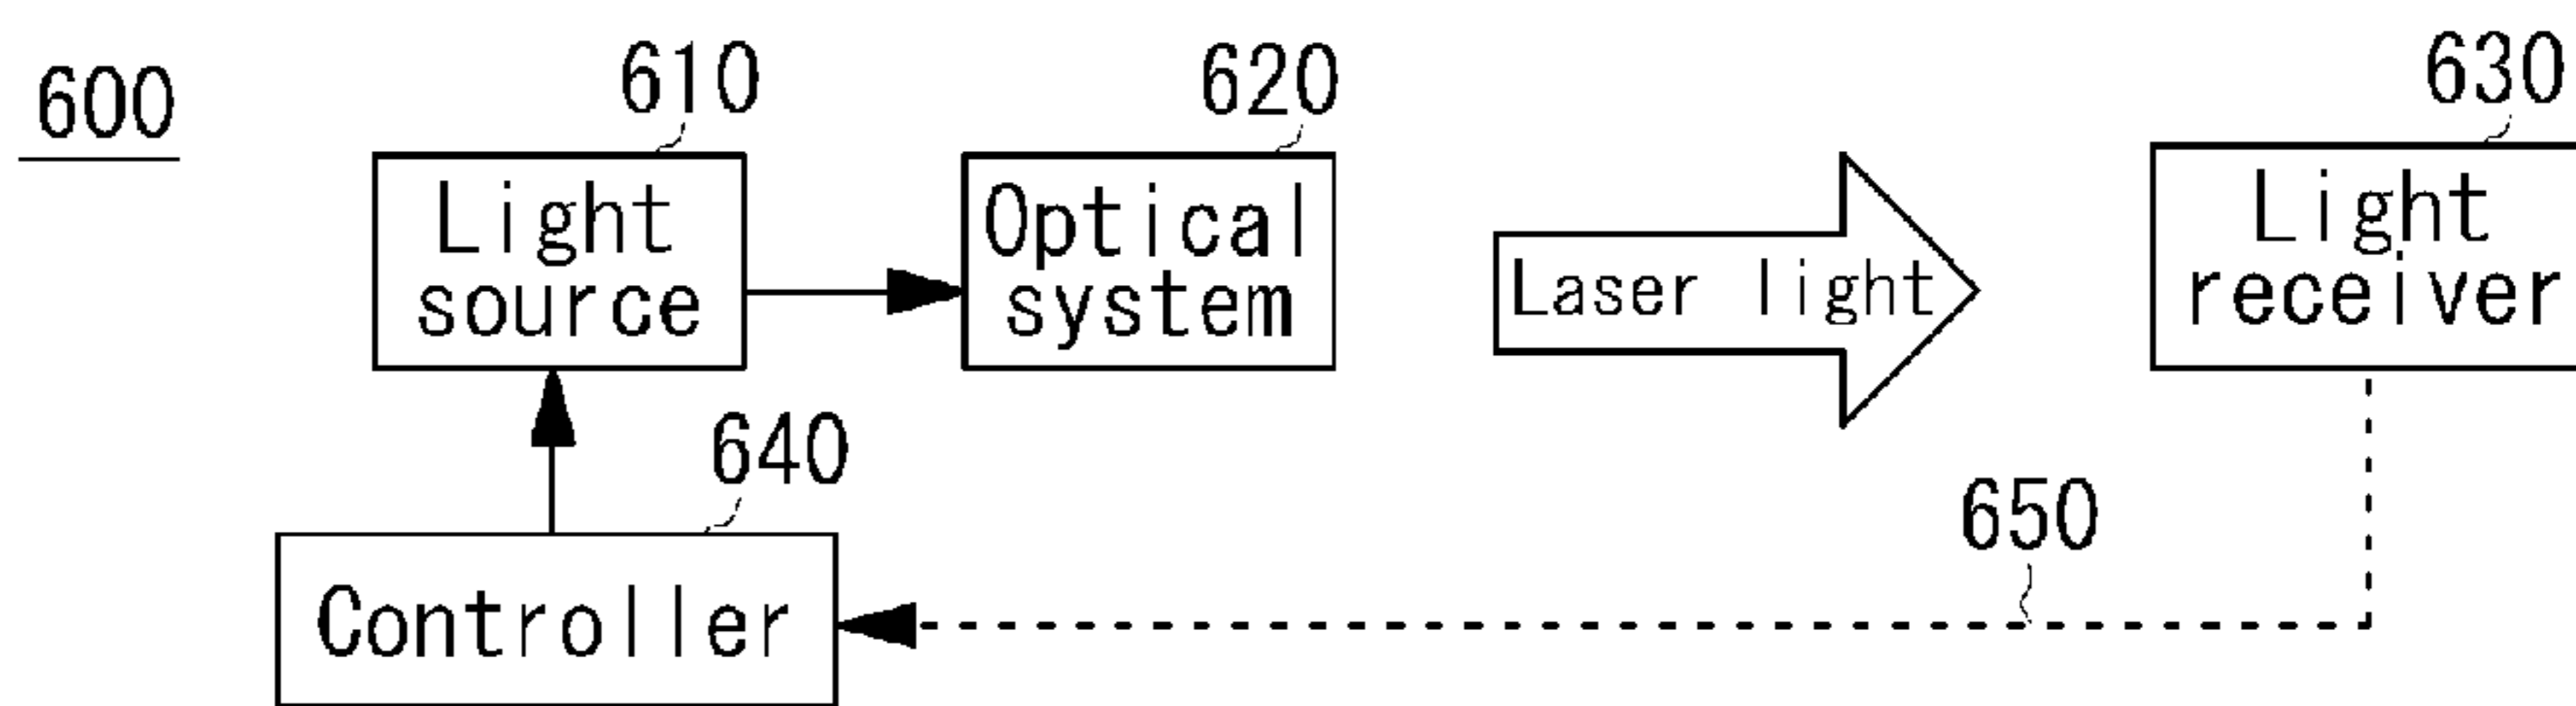 600
610
620
630
Light
source
Optical
system
Laser light
Light
receiver
640
650
Controller